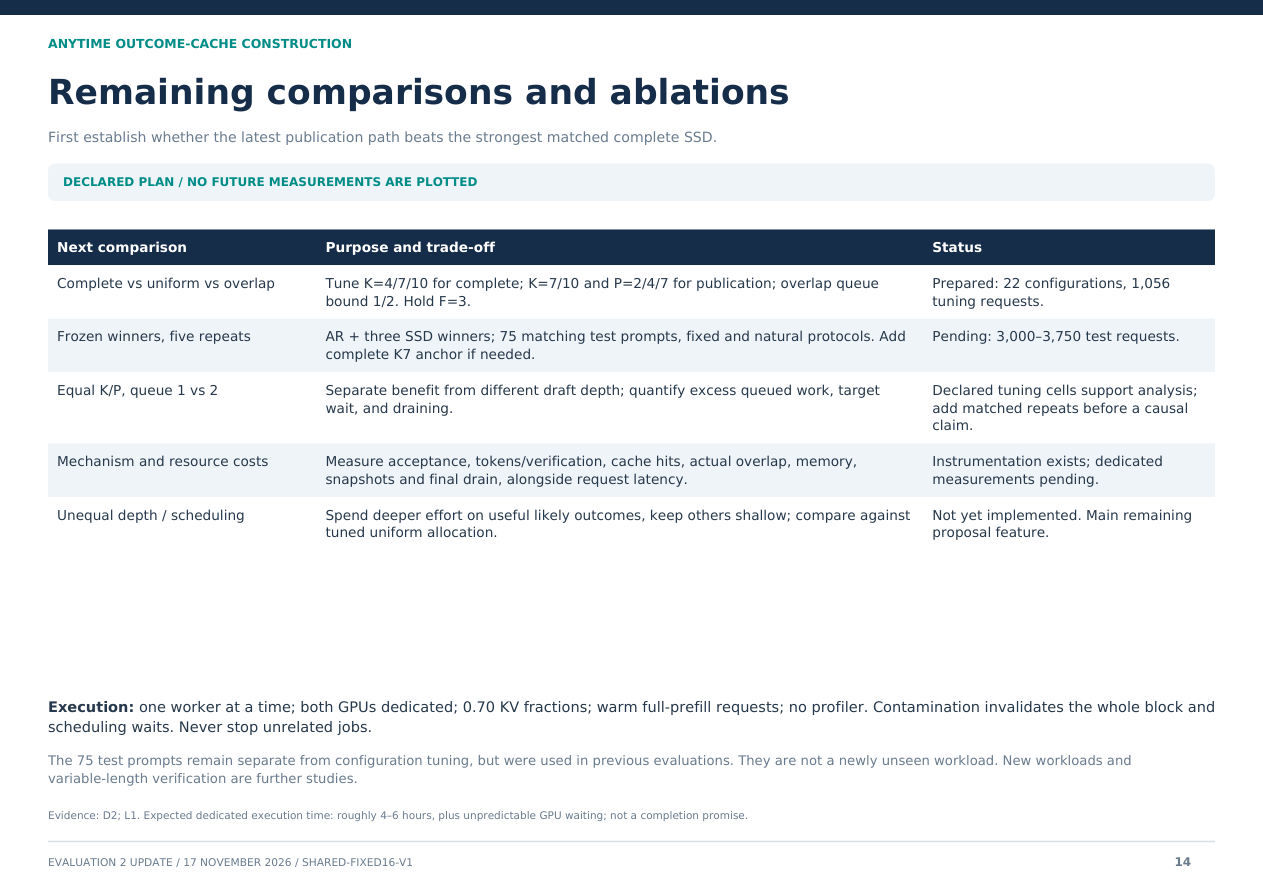 ANYTIME OUTCOME-CACHE CONSTRUCTION
Remaining comparisons and ablations
First establish whether the latest publication path beats the strongest matched complete SSD.
DECLARED PLAN / NO FUTURE MEASUREMENTS ARE PLOTTED
Next comparison
Purpose and trade-off
Status
Complete vs uniform vs overlap
Tune K=4/7/10 for complete; K=7/10 and P=2/4/7 for publication; overlap queue
bound 1/2. Hold F=3.
Prepared: 22 configurations, 1,056
tuning requests.
Frozen winners, five repeats
AR + three SSD winners; 75 matching test prompts, fixed and natural protocols. Add
complete K7 anchor if needed.
Pending: 3,000–3,750 test requests.
Equal K/P, queue 1 vs 2
Separate benefit from different draft depth; quantify excess queued work, target
wait, and draining.
Declared tuning cells support analysis;
add matched repeats before a causal
claim.
Mechanism and resource costs
Measure acceptance, tokens/verification, cache hits, actual overlap, memory,
snapshots and final drain, alongside request latency.
Instrumentation exists; dedicated
measurements pending.
Unequal depth / scheduling
Spend deeper effort on useful likely outcomes, keep others shallow; compare against
tuned uniform allocation.
Not yet implemented. Main remaining
proposal feature.
Execution: one worker at a time; both GPUs dedicated; 0.70 KV fractions; warm full-prefill requests; no profiler. Contamination invalidates the whole block and
scheduling waits. Never stop unrelated jobs.
The 75 test prompts remain separate from configuration tuning, but were used in previous evaluations. They are not a newly unseen workload. New workloads and
variable-length verification are further studies.
Evidence: D2; L1. Expected dedicated execution time: roughly 4–6 hours, plus unpredictable GPU waiting; not a completion promise.
EVALUATION 2 UPDATE / 17 NOVEMBER 2026 / SHARED-FIXED16-V1
14